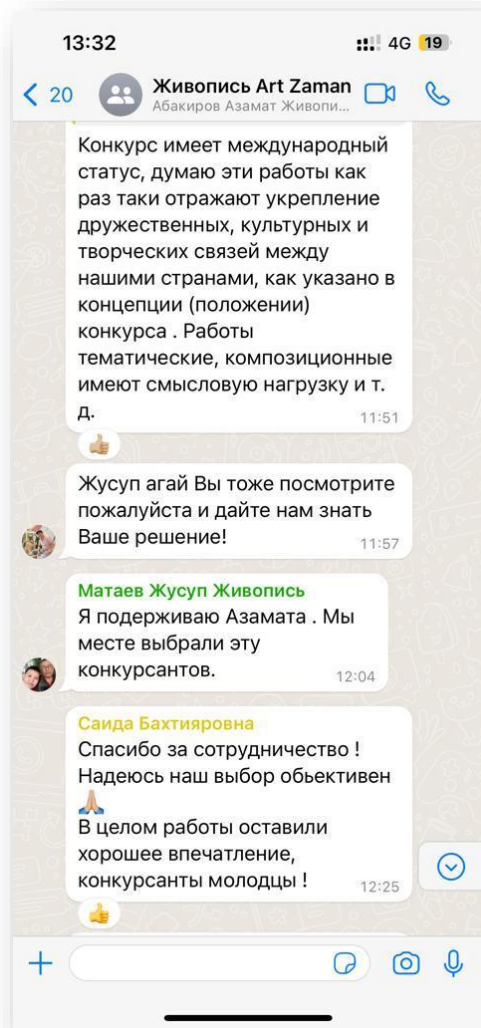 13:32
4G 19
20
Живопись Art Zaman
Абакиров Азамат Живопи...
Конкурс имеет международный
статус, думаю эти работы как
раз таки отражают укрепление
дружественных, культурных и
творческих связей между
нашими странами, как указано в
концепции (положении)
конкурса . Работы
тематические, композиционные
имеют смысловую нагрузку и т.
д.
11:51
Жусуп агай Вы тоже посмотрите
пожалуйста и дайте нам знать
Ваше решение!
11:57
Матаев Жусуп Живопись
Я подерживаю Азамата . Мы
месте выбрали эту
конкурсантов.
12:04
Саида Бахтияровна
Спасибо за сотрудничество !
Надеюсь наш выбор обьективен
🙏🏼
В целом работы оставили
хорошее впечатление,
конкурсанты молодцы !
12:25